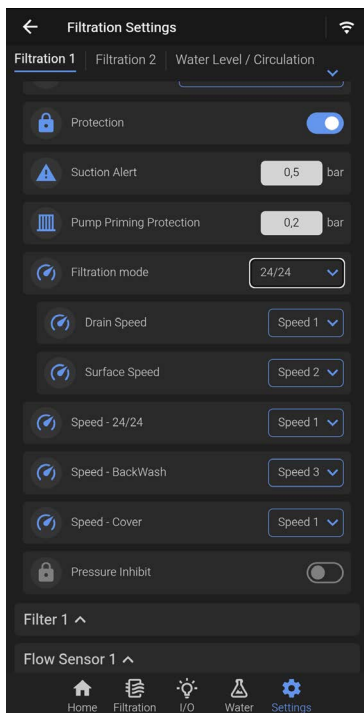 Filtration Settings
Filtration 1
Filtration 2
Water Level / Circulation
Protection
Suction Alert
0,5
bar
Pump Priming Protection
0,2
bar
Filtration mode
24/24
Drain Speed
Speed 1
Surface Speed
Speed 2
Speed - 24/24
Speed 1
Speed - BackWash
Speed 3
Speed - Cover
Speed 1
Pressure Inhibit
Filter 1
Flow Sensor 1
Home
Filtration
I/O
Water
Settings